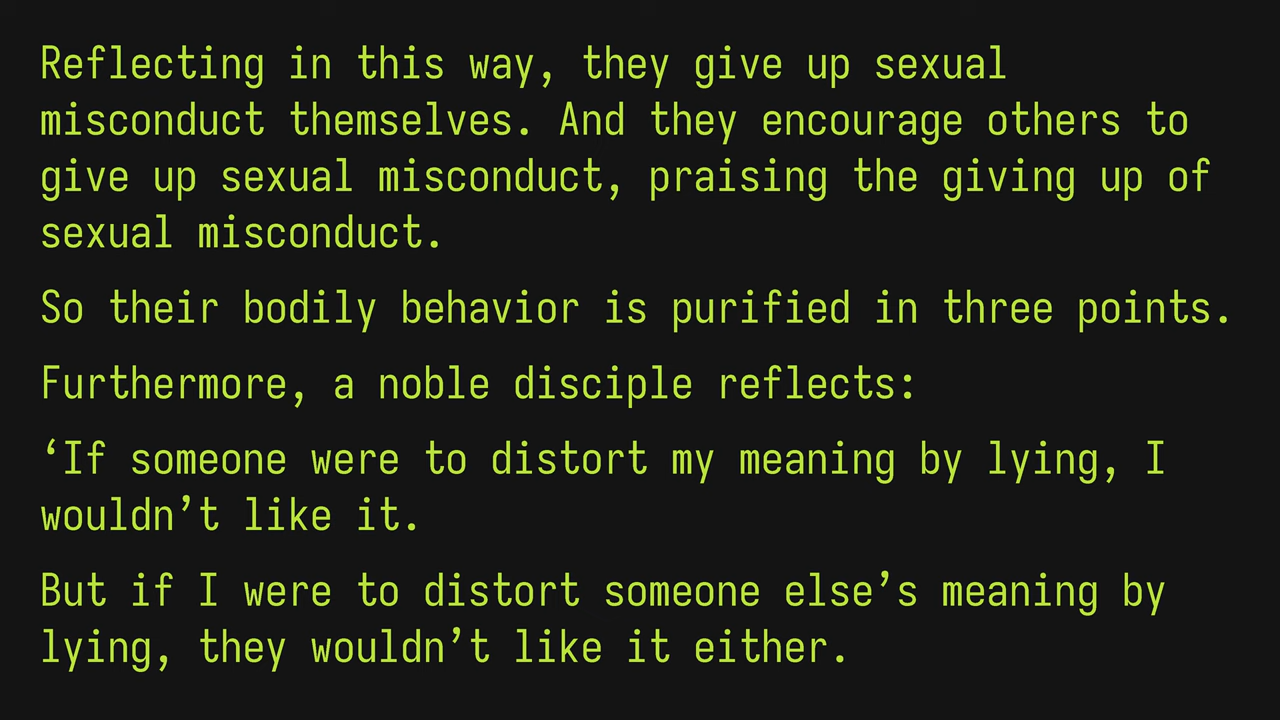 Reflecting in this way, they give up sexual
misconduct themselves. And they encourage others to
give up sexual misconduct, praising the giving up of
sexual misconduct.
So their bodily behavior is purified in three points.
Furthermore, a noble disciple reflects:
‘If someone were to distort my meaning by lying, I
wouldn’t like it.
But if I were to distort someone else’s meaning by
lying, they wouldn’t like it either.